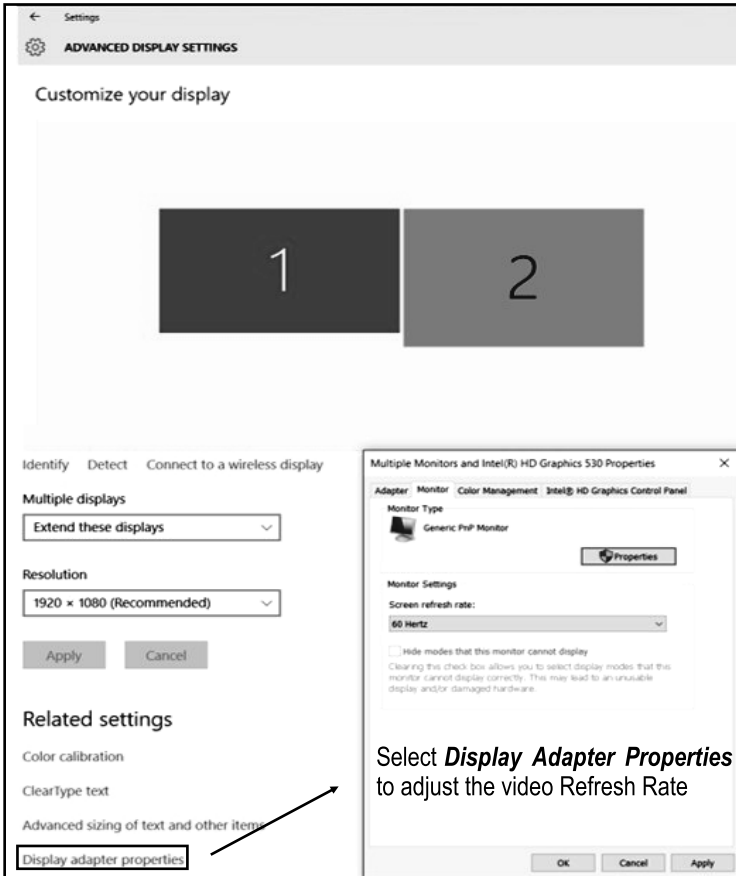 ← Settings
ADVANCED DISPLAY SETTINGS
Customize your display
1
2
Identify Detect Connect to a wireless display
Multiple displays
Extend these displays
Resolution
1920 × 1080 (Recommended)
Apply Cancel
Related settings
Color calibration
ClearType text
Advanced sizing of text and other items
Display adapter properties
Multiple Monitors and Intel(R) HD Graphics 530 Properties
Adapter Monitor Color Management Intel® HD Graphics Control Panel
Monitor Type
Generic PnP Monitor
Properties
Monitor Settings
Screen refresh rate:
60 Hertz
Hide modes that this monitor cannot display
Clearing this check box allows you to select display modes that this
monitor cannot display correctly. This may lead to an unusable
display and/or damaged hardware.
Select Display Adapter Properties
to adjust the video Refresh Rate
OK Cancel Apply